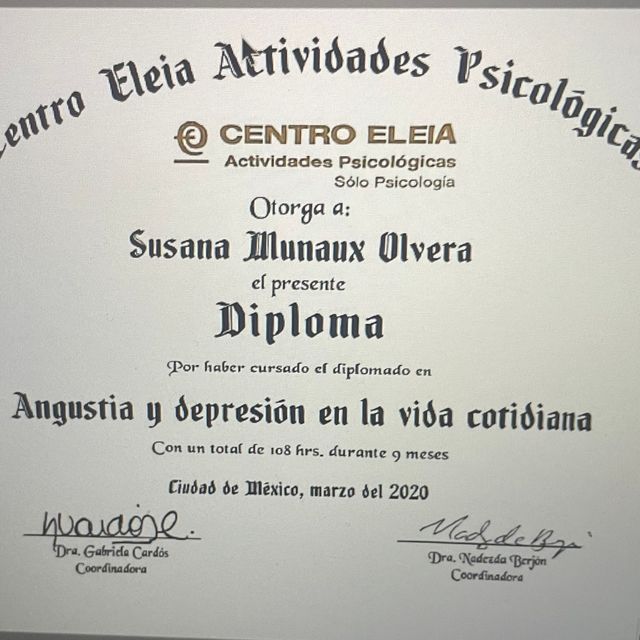 Centro Eleia Actividades Psicológicas
CENTRO ELEIA
Actividades Psicológicas
Sólo Psicología
Otorga a:
Susana Munaux Olvera
el presente
Diploma
Por haber cursado el diplomado en
Angustia y depresión en la vida cotidiana
Con un total de 108 hrs. durante 9 meses
Ciudad de México, marzo del 2020
Dra. Gabriela Cardós
Coordinadora
Dra. Nadezda Berjón
Coordinadora